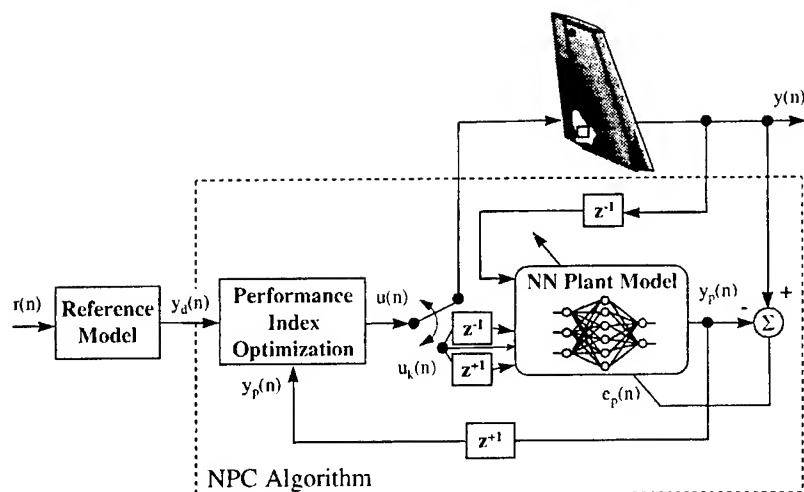 y(n)
z⁻¹
NN Plant Model
r(n)
Reference
Model
y_d(n)
Performance
Index
Optimization
u(n)
z⁻¹
z⁺¹
u_k(n)
y_p(n)
-
+
Σ
e_p(n)
y_p(n)
z⁺¹
NPC Algorithm